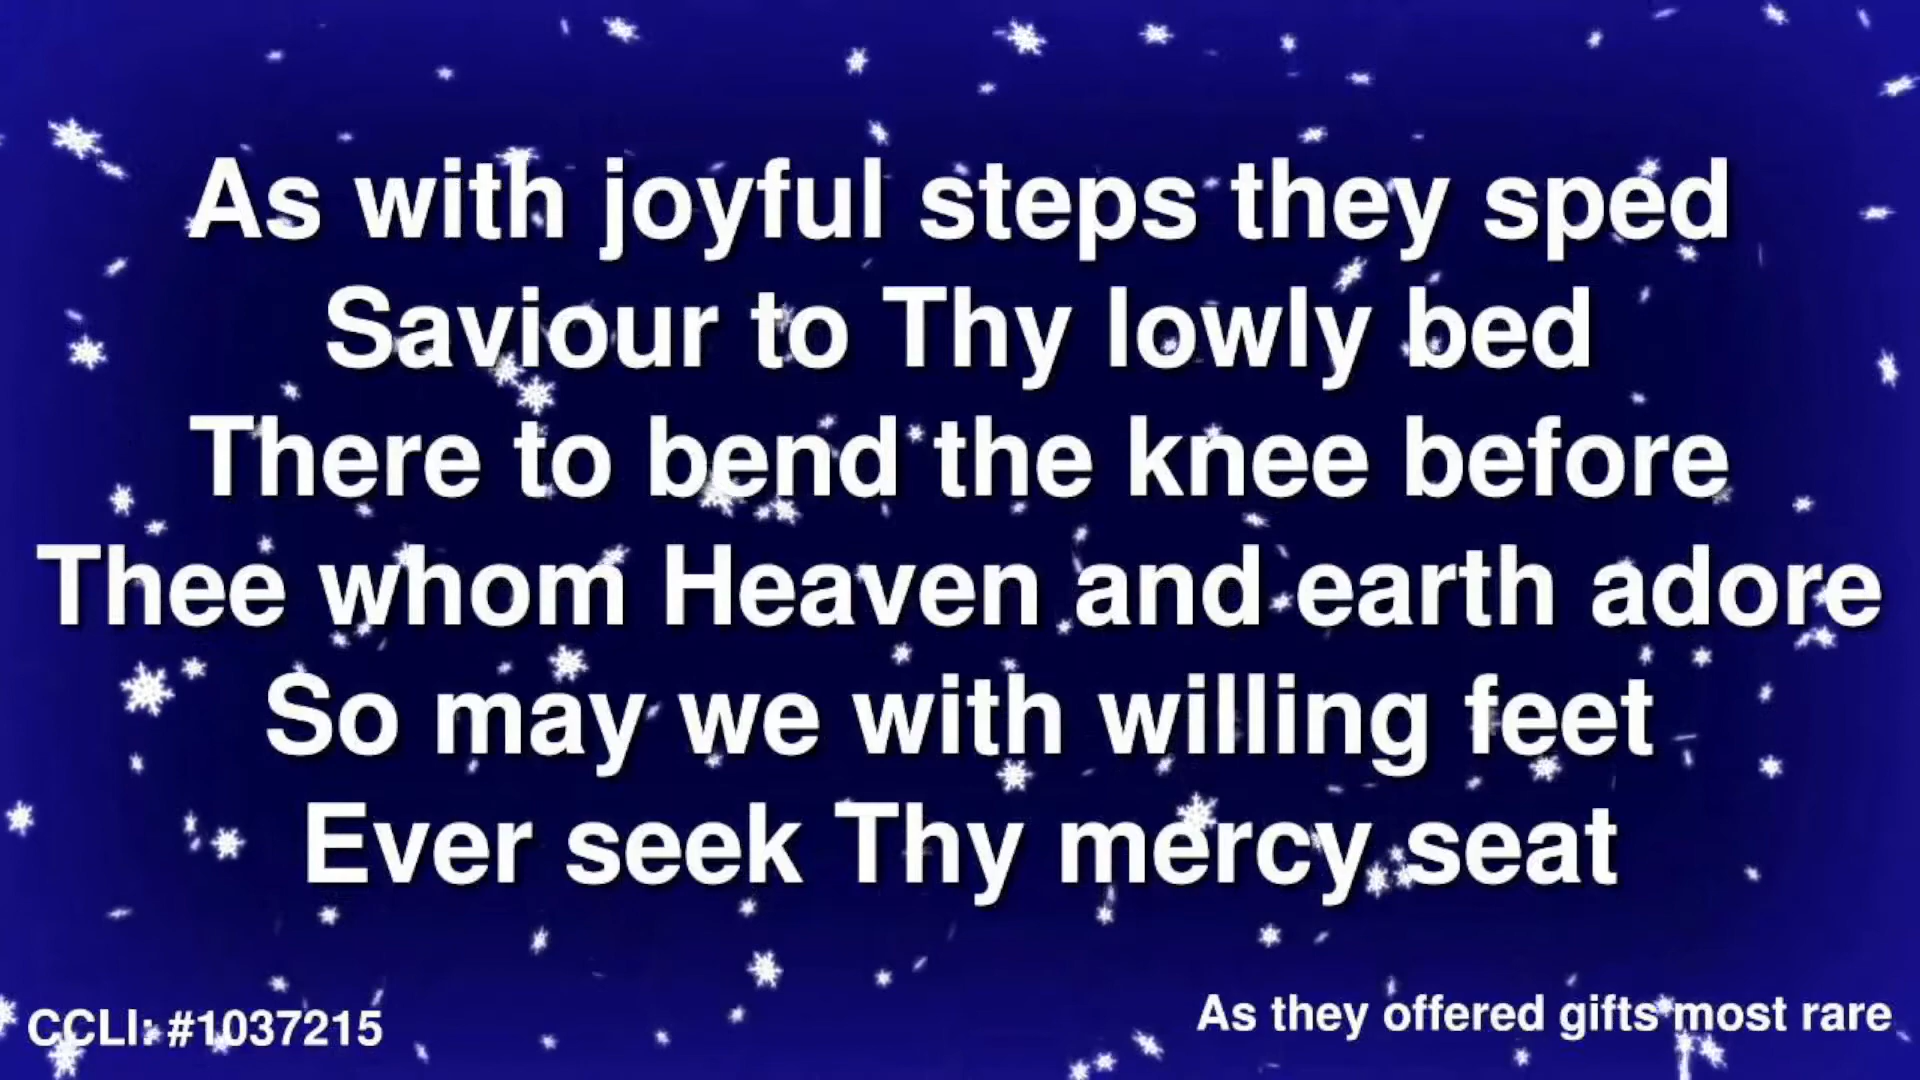 As with joyful steps they sped
Saviour to Thy lowly bed
There to bend the knee before
Thee whom Heaven and earth adore
So may we with willing feet
Ever seek Thy mercy seat
CCLI: #1037215
As they offered gifts most rare